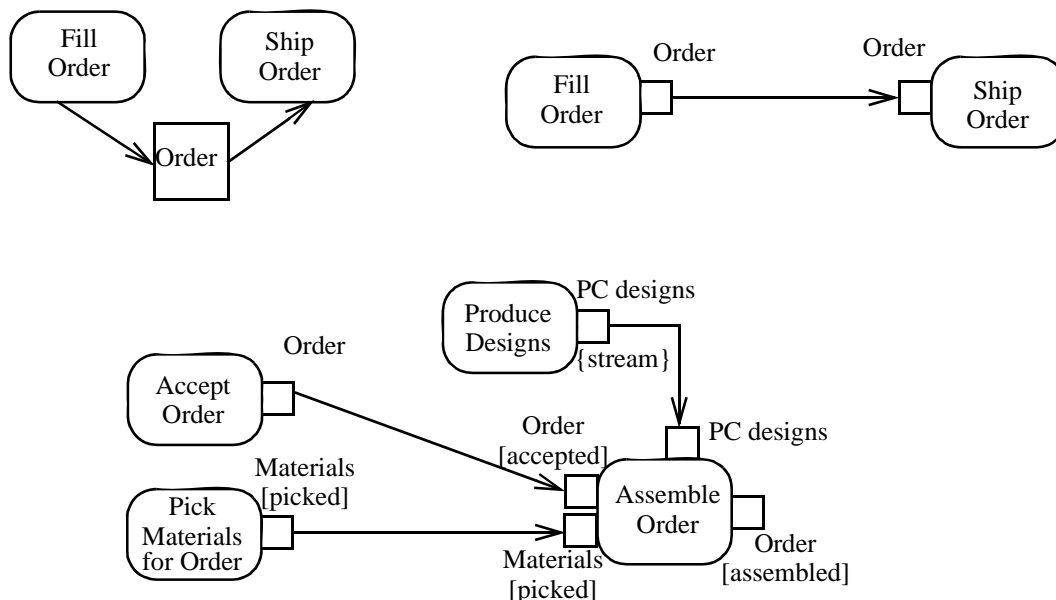 Fill
Order
Ship
Order
Order
Order
Order
Fill
Order
Ship
Order
PC designs
Produce
Designs
{stream}
Order
Accept
Order
Order
[accepted]
PC designs
Materials
[picked]
Pick
Materials
for Order
Assemble
Order
Materials
[picked]
Order
[assembled]